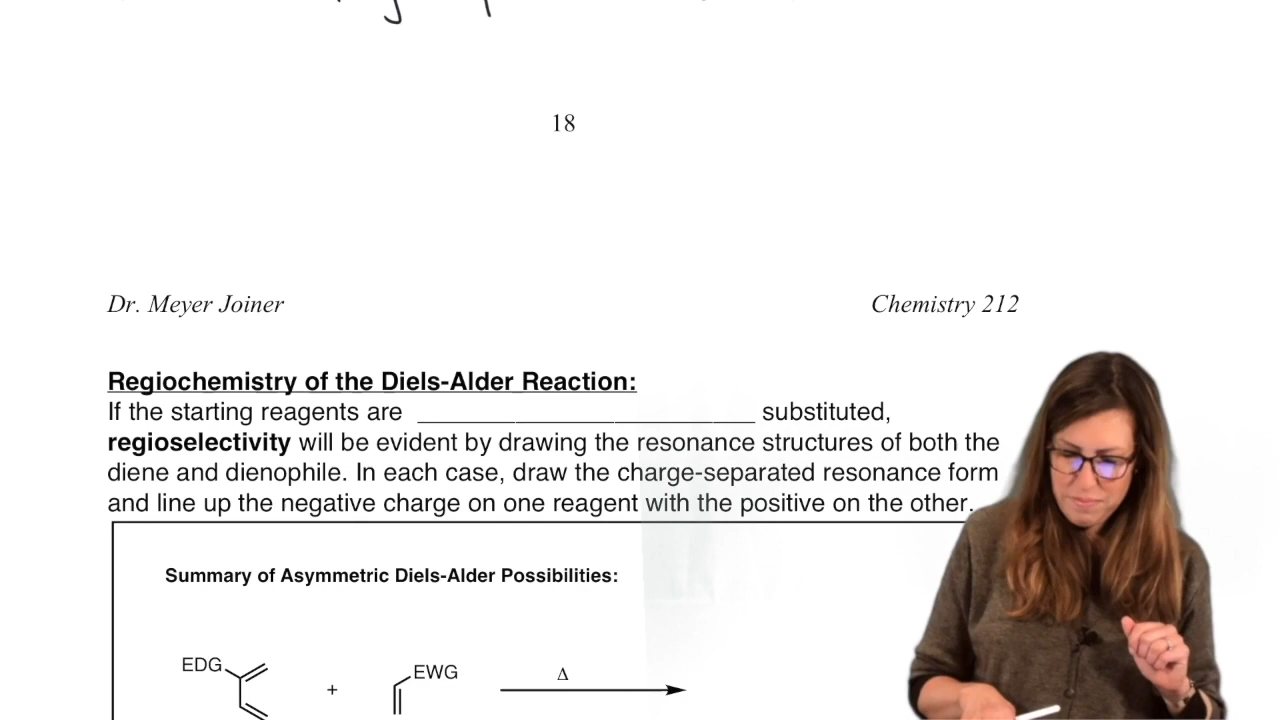 18
Dr. Meyer Joiner Chemistry 212
Regiochemistry of the Diels-Alder Reaction:
If the starting reagents are ______________________ substituted,
regioselectivity will be evident by drawing the resonance structures of both the
diene and dienophile. In each case, draw the charge-separated resonance form
and line up the negative charge on one reagent with the positive on the other.
Summary of Asymmetric Diels-Alder Possibilities:
EDG + EWG Δ